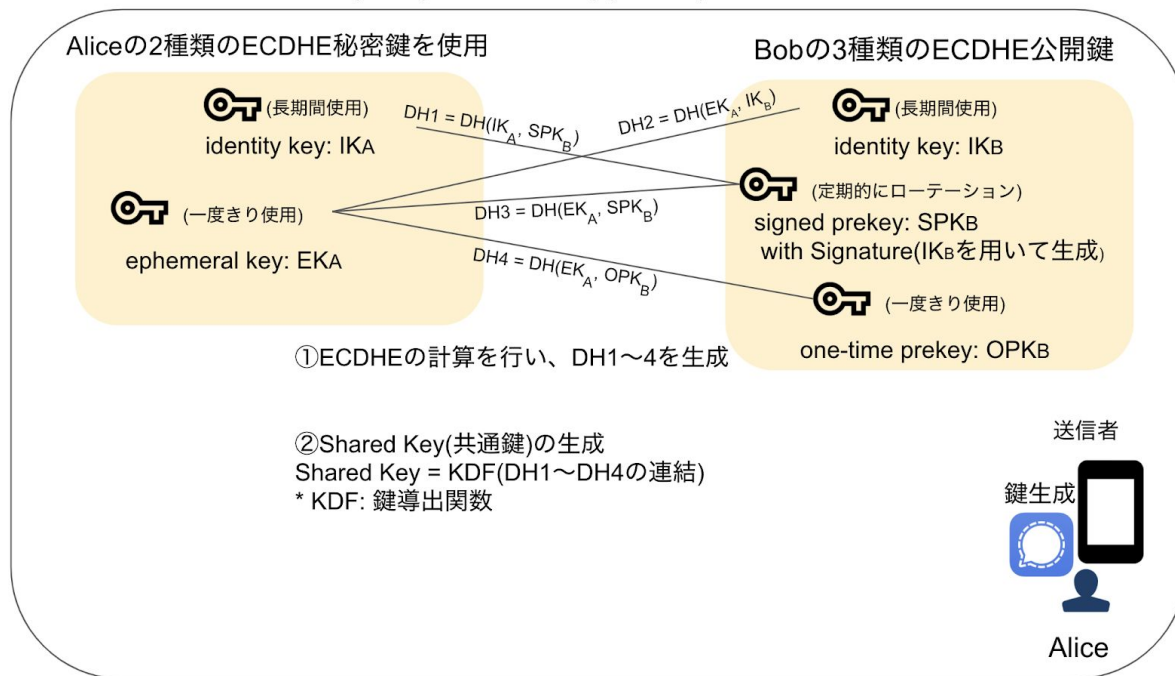 Aliceの2種類のECDHE秘密鍵を使用
Bobの3種類のECDHE公開鍵
(長期間使用)
identity key: IKA
(一度きり使用)
ephemeral key: EKA
DH1 = DH(IK_A, SPK_B)
DH2 = DH(EK_A, IK_B)
DH3 = DH(EK_A, SPK_B)
DH4 = DH(EK_A, OPK_B)
(長期間使用)
identity key: IKB
(定期的にローテーション)
signed prekey: SPKB
with Signature(IKBを用いて生成)
(一度きり使用)
one-time prekey: OPKB
①ECDHEの計算を行い、DH1〜4を生成
②Shared Key(共通鍵)の生成
Shared Key = KDF(DH1〜DH4の連結)
* KDF: 鍵導出関数
送信者
鍵生成
Alice